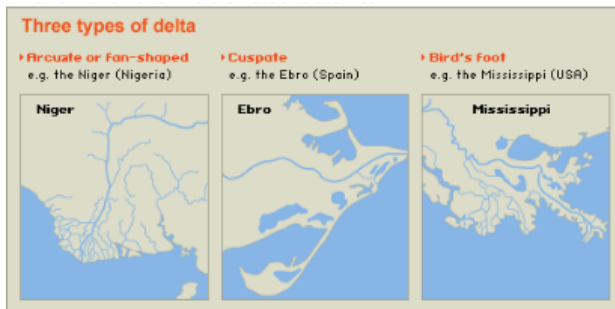 Three types of delta
Arcuate or fan-shaped
e.g. the Niger (Nigeria)
Cuspate
e.g. the Ebro (Spain)
Bird's foot
e.g. the Mississippi (USA)
Niger
Ebro
Mississippi